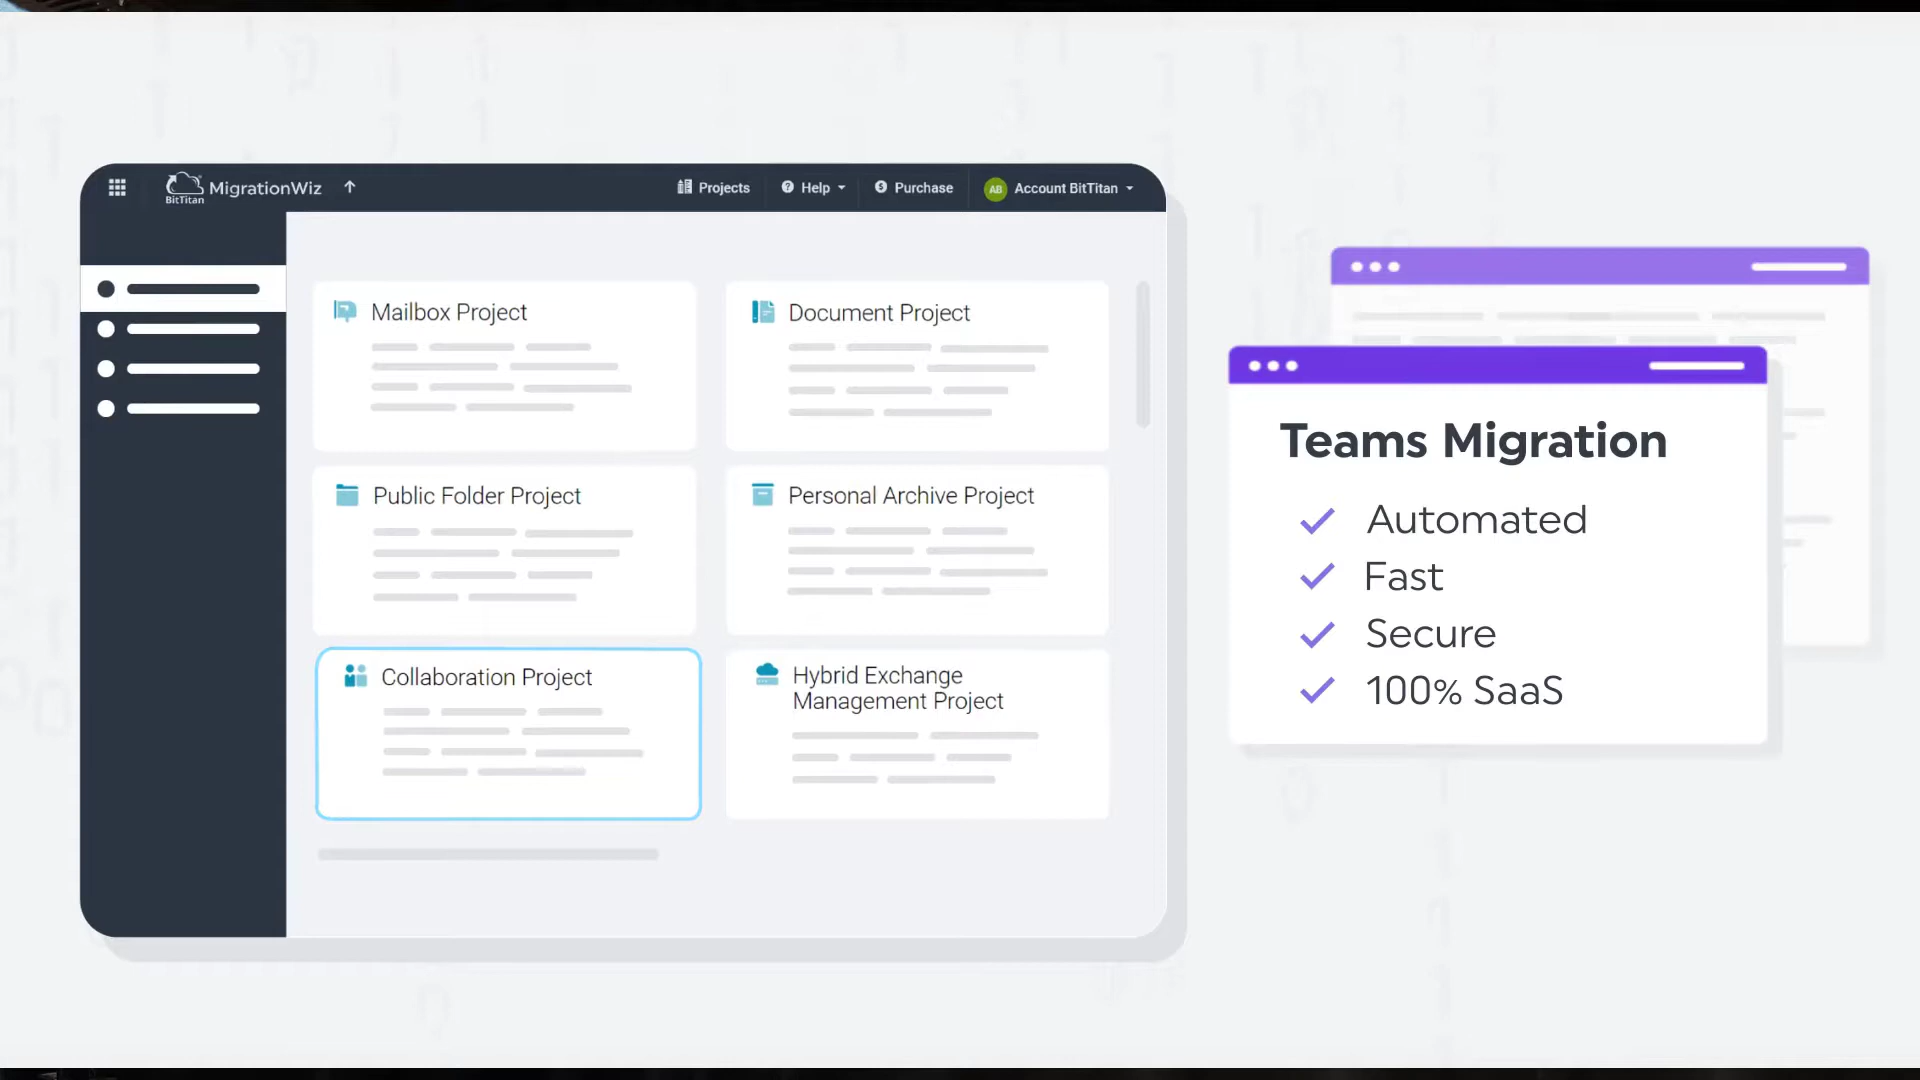 BitTitan
MigrationWiz
Projects
Help
Purchase
AB
Account BitTitan
Mailbox Project
Document Project
Public Folder Project
Personal Archive Project
Collaboration Project
Hybrid Exchange
Management Project
Teams Migration
Automated
Fast
Secure
100% SaaS